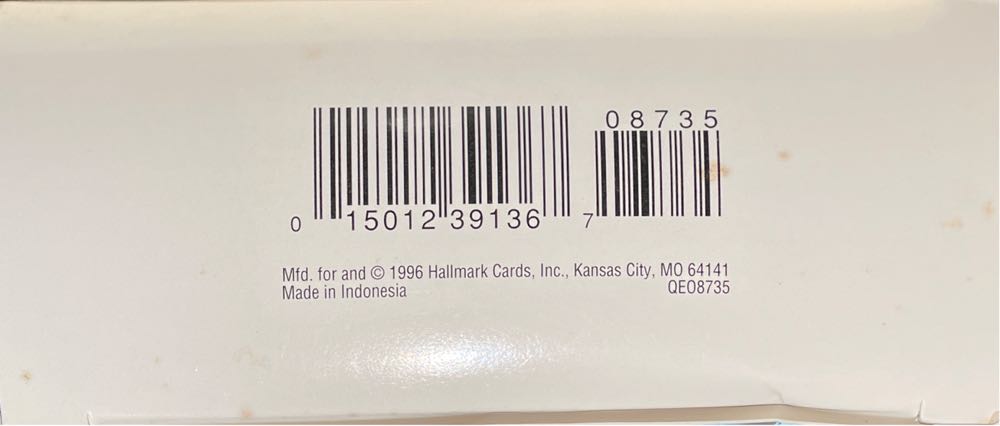 08735
0 15012 39136 7
Mfd. for and © 1996 Hallmark Cards, Inc., Kansas City, MO 64141
Made in Indonesia QEO8735